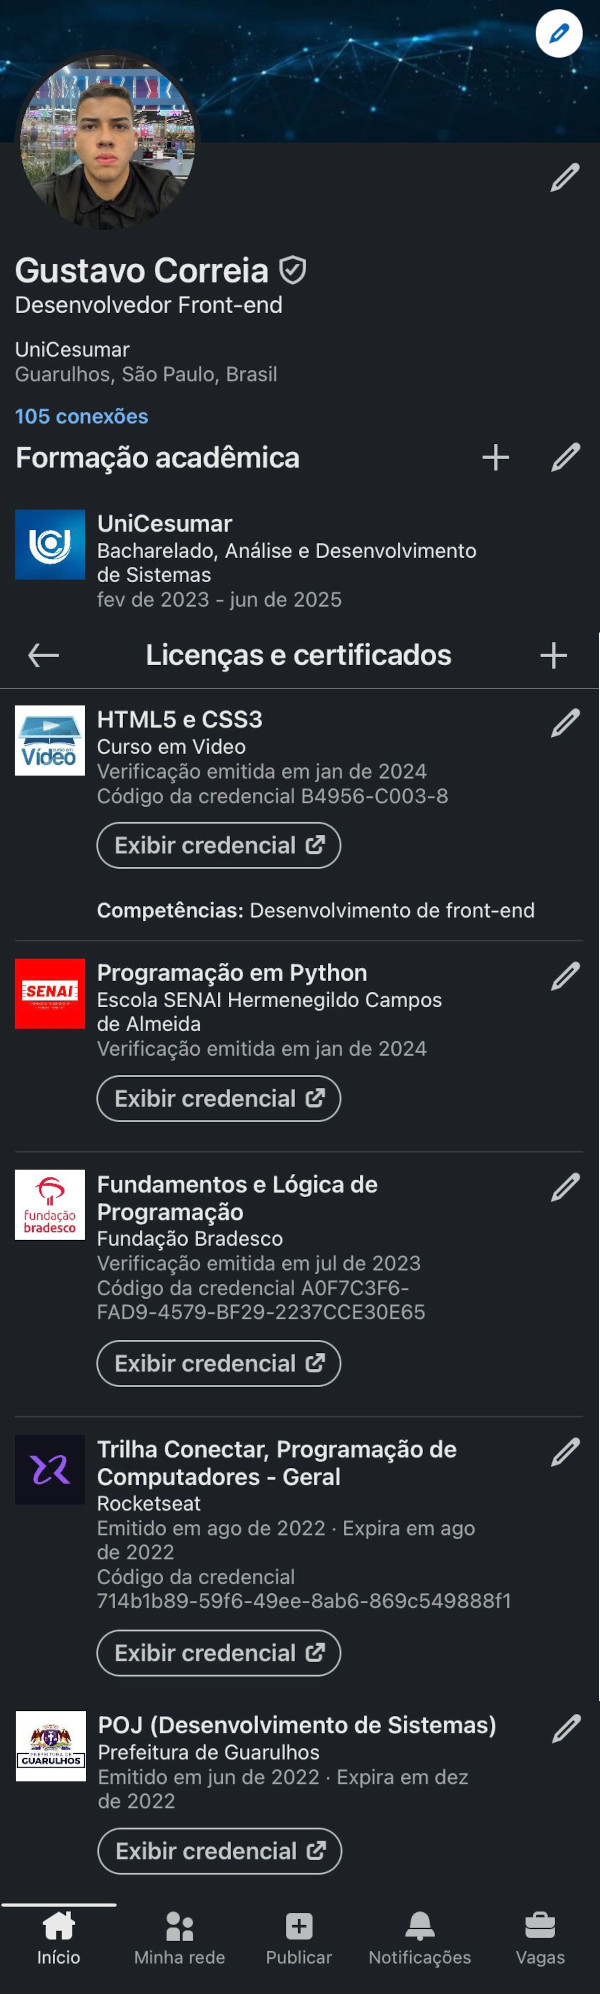 Gustavo Correia
Desenvolvedor Front-end
UniCesumar
Guarulhos, São Paulo, Brasil
105 conexões
Formação acadêmica
UniCesumar
Bacharelado, Análise e Desenvolvimento
de Sistemas
fev de 2023 - jun de 2025
Licenças e certificados
HTML5 e CSS3
Curso em Video
Verificação emitida em jan de 2024
Código da credencial B4956-C003-8
Exibir credencial
Competências: Desenvolvimento de front-end
Vídeo
Programação em Python
Escola SENAI Hermenegildo Campos
de Almeida
Verificação emitida em jan de 2024
Exibir credencial
SENAI
Fundamentos e Lógica de
Programação
Fundação Bradesco
Verificação emitida em jul de 2023
Código da credencial A0F7C3F6-
FAD9-4579-BF29-2237CCE30E65
Exibir credencial
fundação
bradesco
Trilha Conectar, Programação de
Computadores - Geral
Rocketseat
Emitido em ago de 2022 · Expira em ago
de 2022
Código da credencial
714b1b89-59f6-49ee-8ab6-869c549888f1
Exibir credencial
POJ (Desenvolvimento de Sistemas)
Prefeitura de Guarulhos
Emitido em jun de 2022 · Expira em dez
de 2022
Exibir credencial
PREFEITURA DE
GUARULHOS
Início
Minha rede
Publicar
Notificações
Vagas